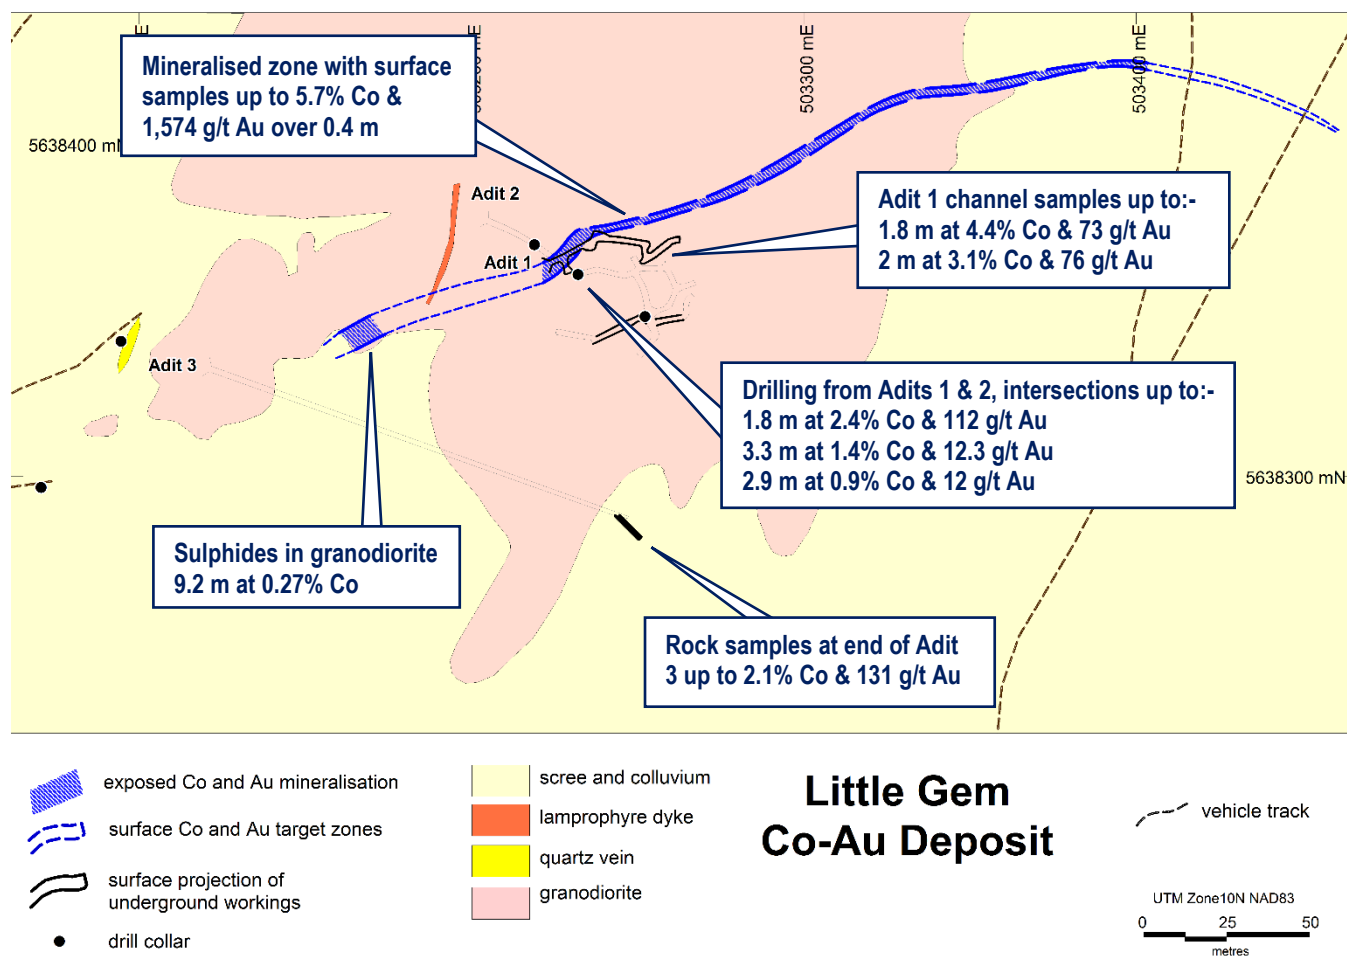 503300 mE
503400 mE
Mineralised zone with surface
samples up to 5.7% Co &
1,574 g/t Au over 0.4 m
5638400 mN
Adit 2
Adit 1
Adit 1 channel samples up to:-
1.8 m at 4.4% Co & 73 g/t Au
2 m at 3.1% Co & 76 g/t Au
Adit 3
Drilling from Adits 1 & 2, intersections up to:-
1.8 m at 2.4% Co & 112 g/t Au
3.3 m at 1.4% Co & 12.3 g/t Au
2.9 m at 0.9% Co & 12 g/t Au
5638300 mN
Sulphides in granodiorite
9.2 m at 0.27% Co
Rock samples at end of Adit
3 up to 2.1% Co & 131 g/t Au
exposed Co and Au mineralisation
surface Co and Au target zones
surface projection of
underground workings
drill collar
scree and colluvium
lamprophyre dyke
quartz vein
granodiorite
Little Gem
Co-Au Deposit
vehicle track
UTM Zone10N NAD83
0 25 50
metres